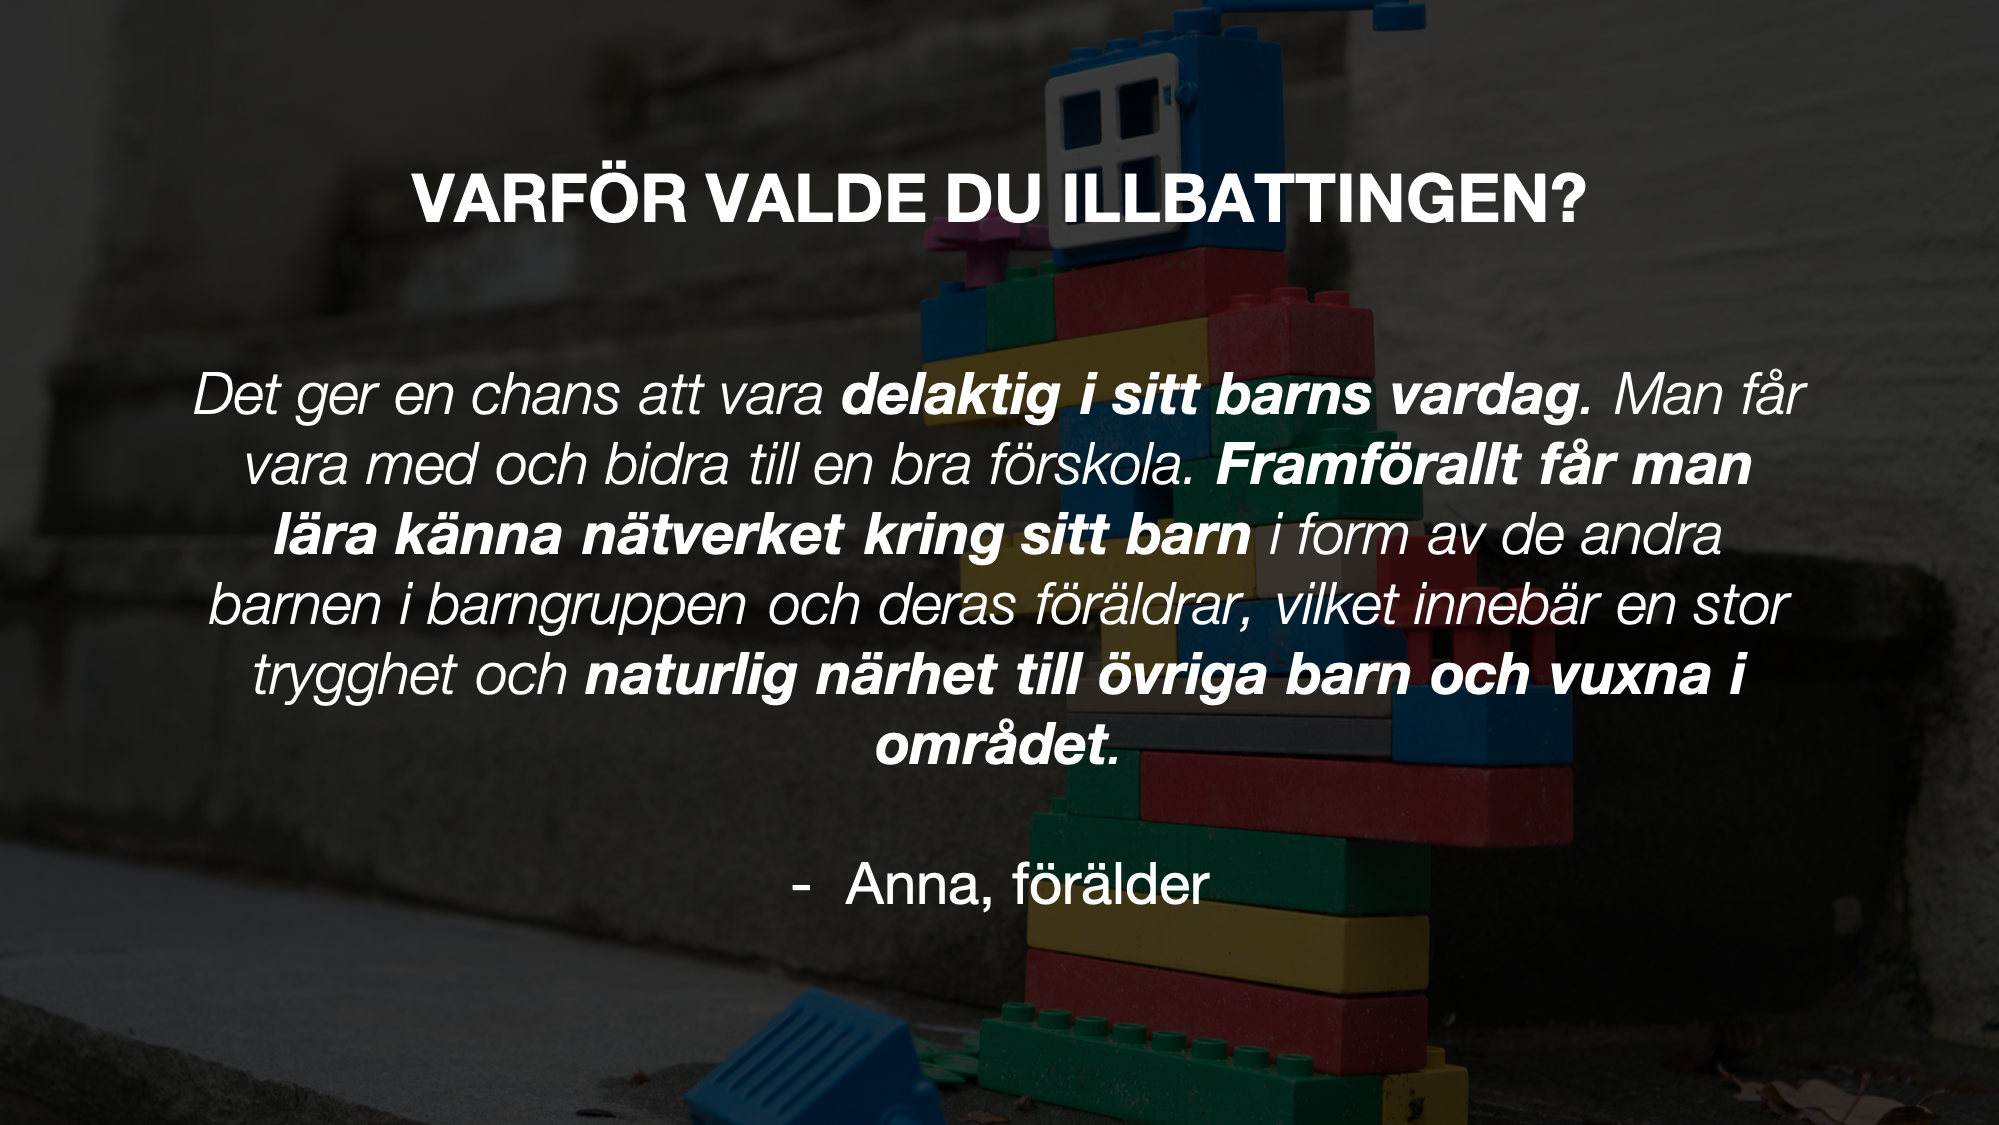 VARFÖR VALDE DU ILLBATTINGEN?
Det ger en chans att vara delaktig i sitt barns vardag. Man får
vara med och bidra till en bra förskola. Framförallt får man
lära känna nätverket kring sitt barn i form av de andra
barnen i barngruppen och deras föräldrar, vilket innebär en stor
trygghet och naturlig närhet till övriga barn och vuxna i
området.
- Anna, förälder